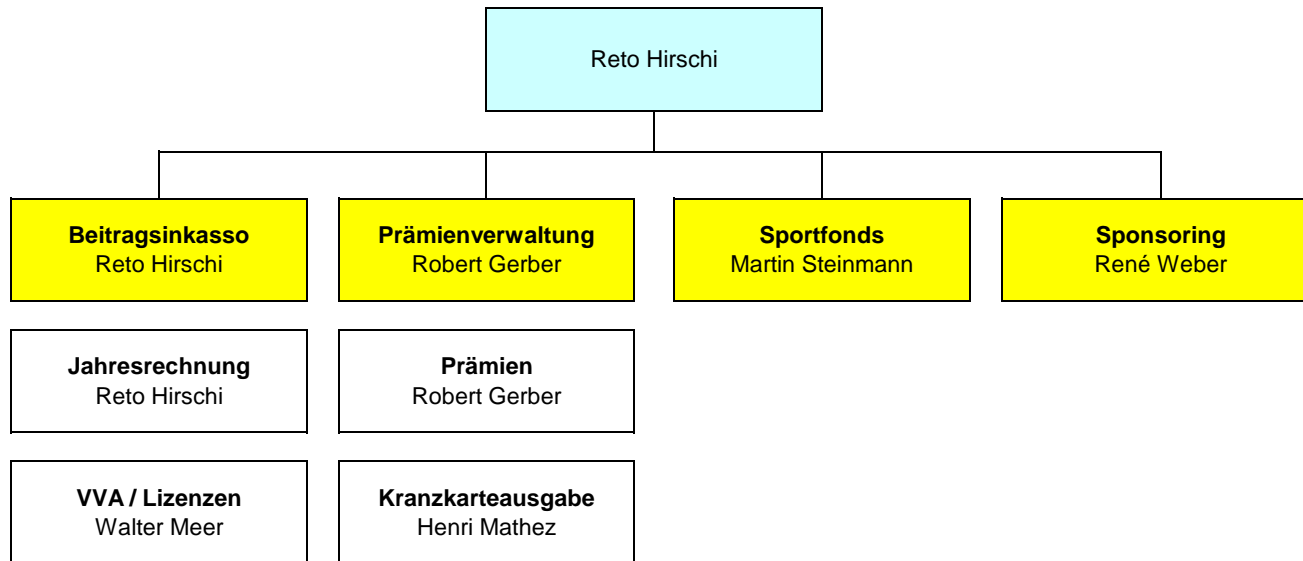 Reto Hirschi
Beitragsinkasso
Reto Hirschi
Prämienverwaltung
Robert Gerber
Sportfonds
Martin Steinmann
Sponsoring
René Weber
Jahresrechnung
Reto Hirschi
Prämien
Robert Gerber
VVA / Lizenzen
Walter Meer
Kranzkarteausgabe
Henri Mathez